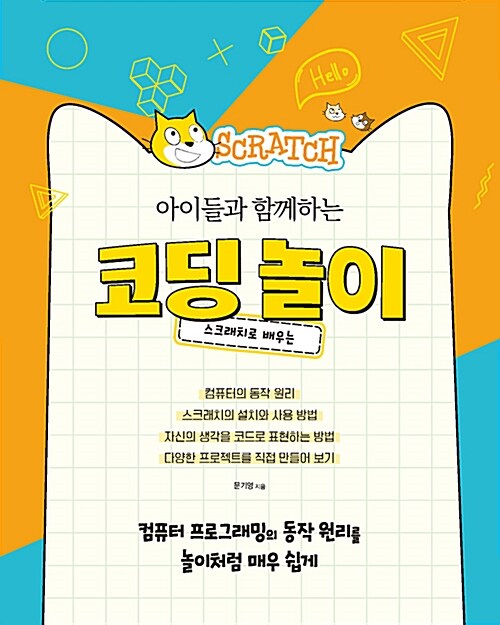 Hello
SCRATCH
아이들과 함께하는
코딩 놀이
스크래치로 배우는
컴퓨터의 동작 원리
스크래치의 설치와 사용 방법
자신의 생각을 코드로 표현하는 방법
다양한 프로젝트를 직접 만들어 보기
문기영 지음
컴퓨터 프로그래밍의 동작 원리를
놀이처럼 매우 쉽게